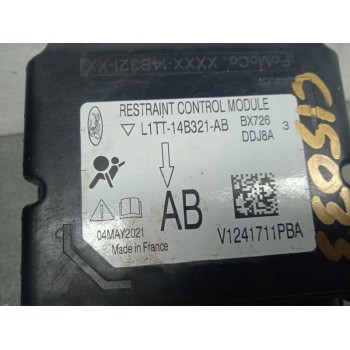 FoMoCo XXXX-14B321-XX
Ford
RESTRAINT CONTROL MODULE
L1TT-14B321-AB
BX726
DDJ8A
3
AB
04MAY2021
Made in France
V1241711PBA